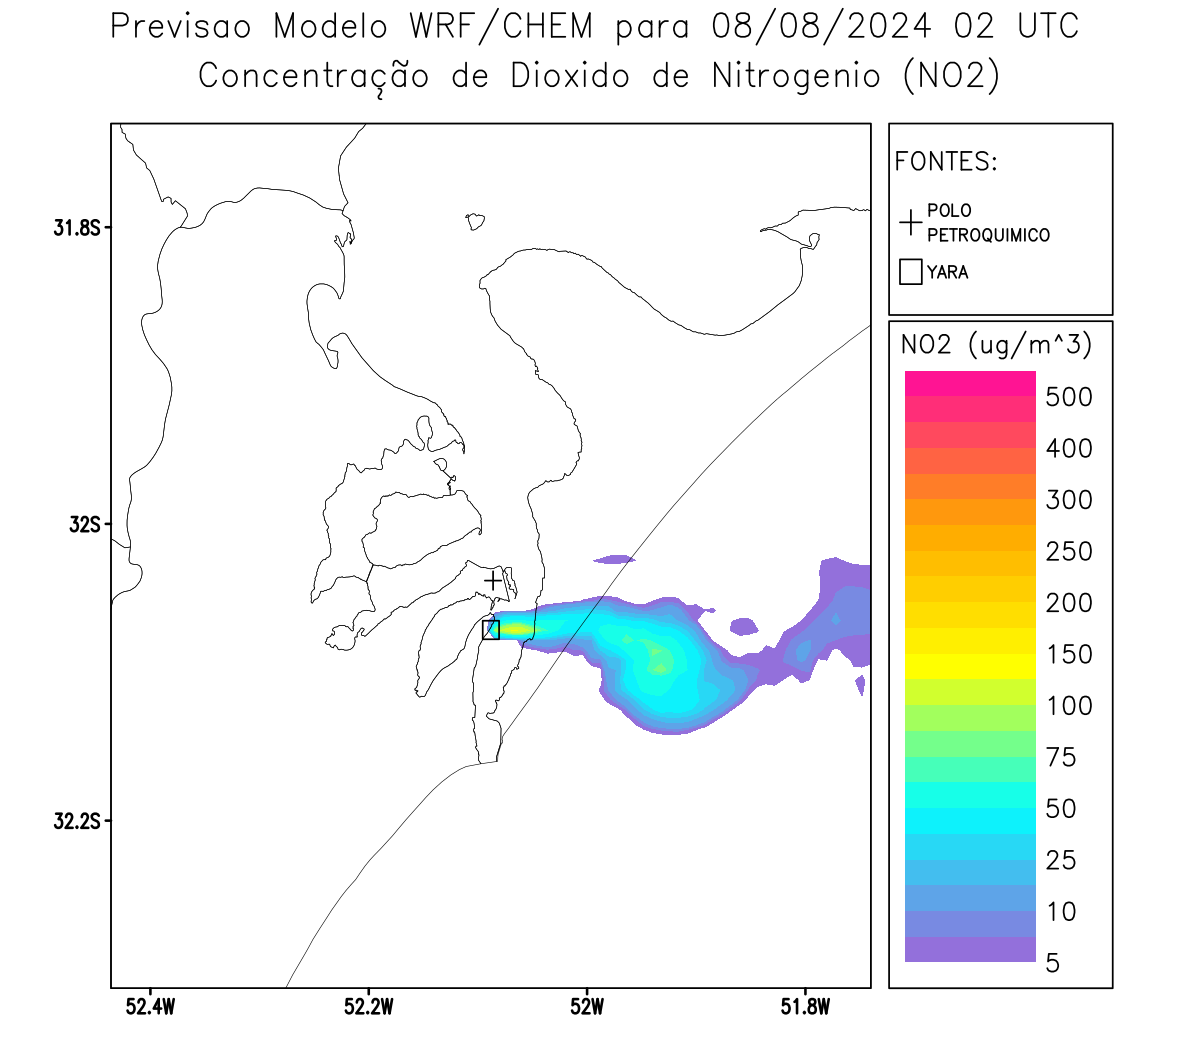 Previsao Modelo WRF/CHEM para 08/08/2024 02 UTC
Concentração de Dioxido de Nitrogenio (NO2)
FONTES:
POLO
PETROQUIMICO
YARA
31.8S
32S
32.2S
52.4W
52.2W
52W
51.8W
NO2 (ug/m^3)
500
400
300
250
200
150
100
75
50
25
10
5